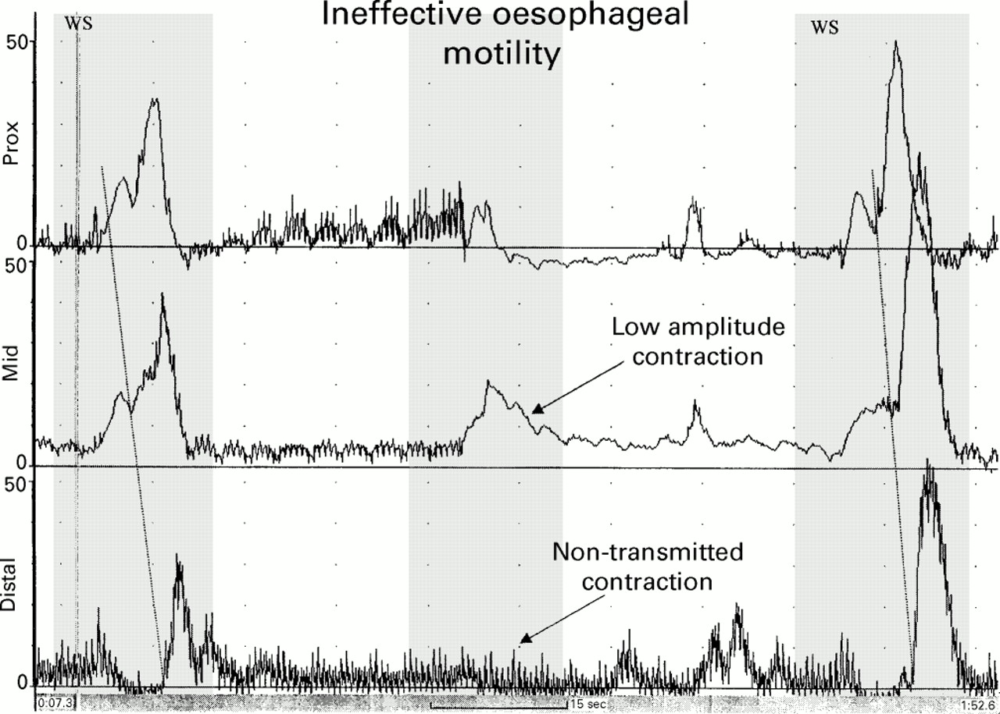 Ineffective oesophageal
motility
WS
WS
50
Prox
0
50
Mid
0
50
Distal
0
Low amplitude
contraction
Non-transmitted
contraction
0:07.3
15 sec
1:52.6